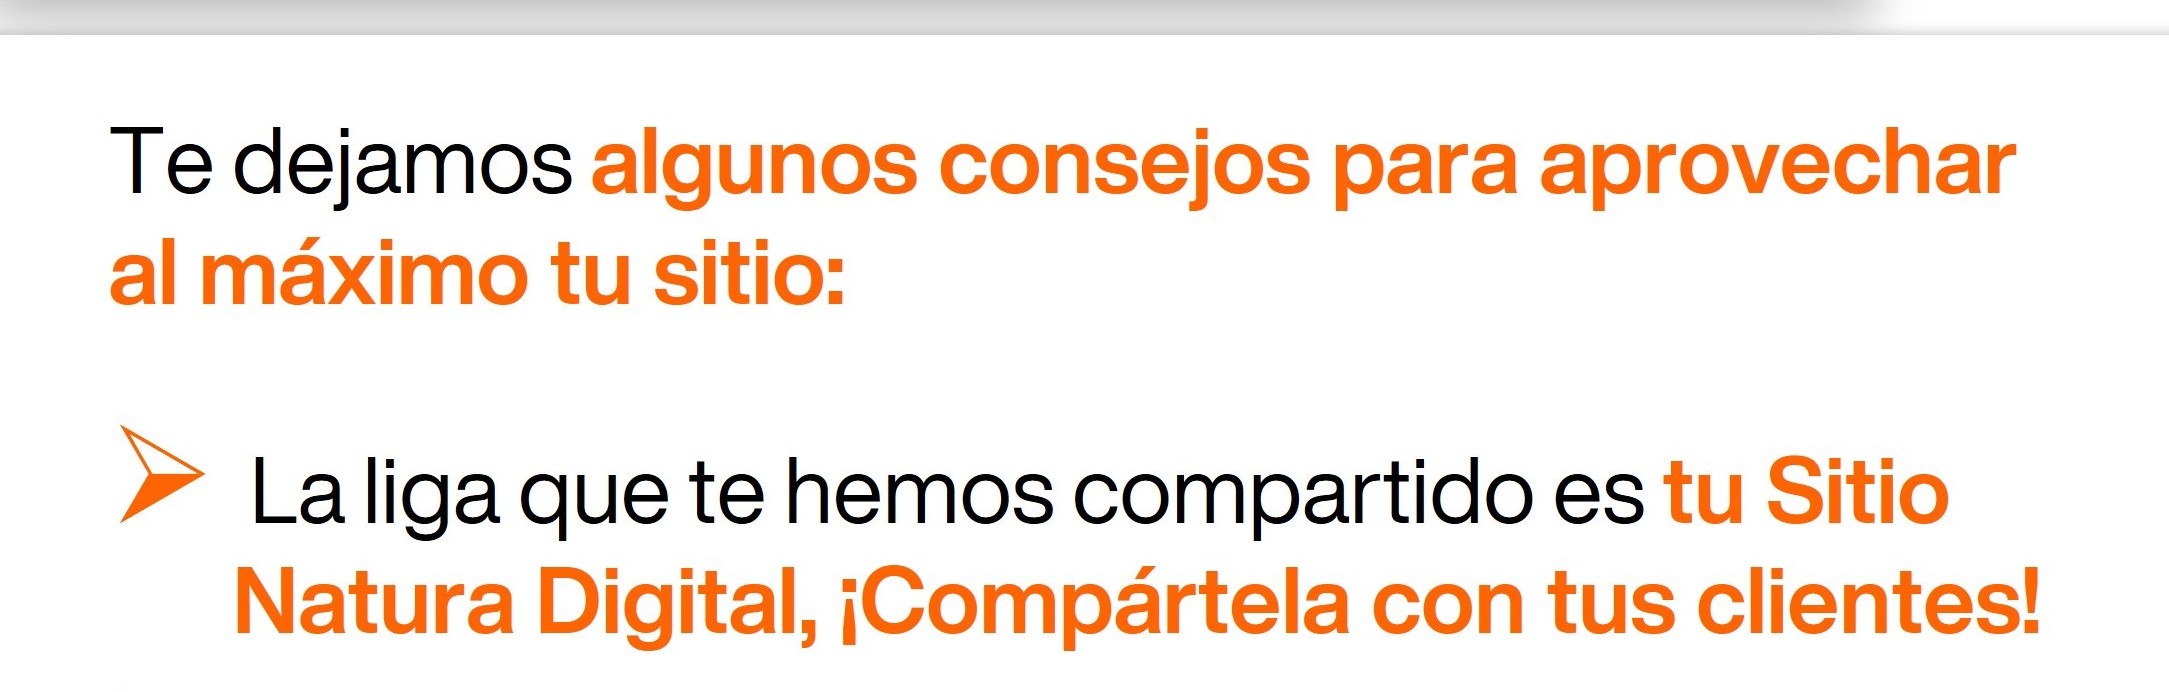 Te dejamos algunos consejos para aprovechar
al máximo tu sitio:
La liga que te hemos compartido es tu Sitio
Natura Digital, ¡Compártela con tus clientes!